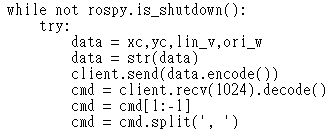 while not rospy.is_shutdown():
    try:
        data = xc,yc,lin_v,ori_w
        data = str(data)
        client.send(data.encode())
        cmd = client.recv(1024).decode()
        cmd = cmd[1:-1]
        cmd = cmd.split(', ')